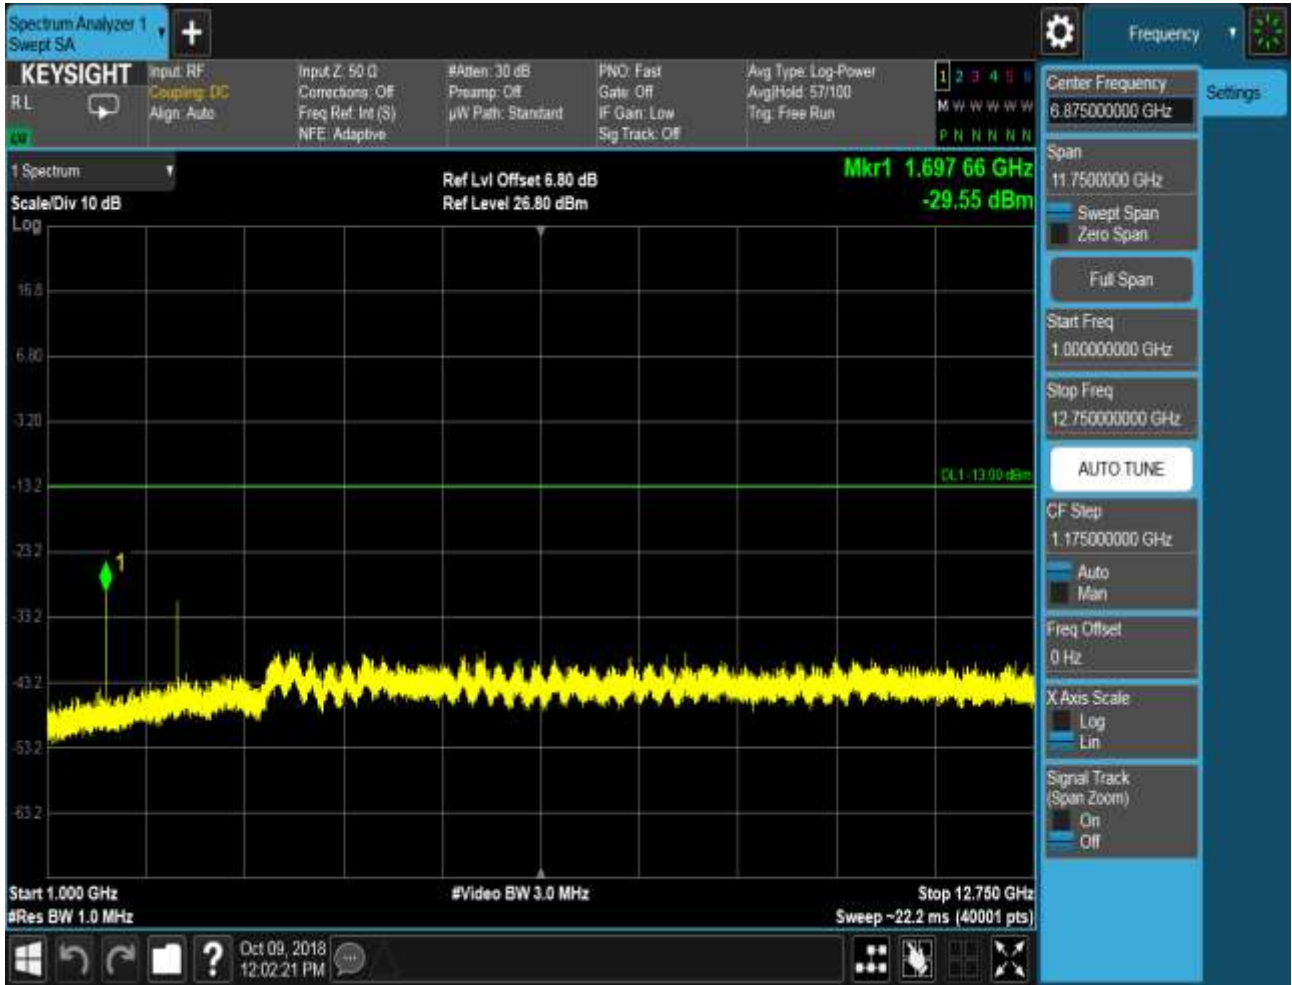 Spectrum Analyzer 1
Swept SA
Frequency
KEYSIGHT
R L
Input: RF
Coupling: DC
Align: Auto
Input Z: 50 Ω
Corrections: Off
Freq Ref: Int (S)
NFE: Adaptive
#Atten: 30 dB
Preamp: Off
µW Path: Standard
PNO: Fast
Gate: Off
IF Gain: Low
Sig Track: Off
Avg Type: Log-Power
Avg|Hold: 57/100
Trig: Free Run
1 2 3 4 5 6
M W W W W W
P N N N N N
1 Spectrum
Scale/Div 10 dB
Log
Ref Lvl Offset 6.80 dB
Ref Level 26.80 dBm
Mkr1 1.697 66 GHz
-29.55 dBm
16.8
6.80
-3.20
-13.2
-23.2
-33.2
-43.2
-53.2
-63.2
DL1 -13.00 dBm
1
Start 1.000 GHz
#Res BW 1.0 MHz
#Video BW 3.0 MHz
Stop 12.750 GHz
Sweep ~22.2 ms (40001 pts)
Oct 09, 2018
12:02:21 PM
Center Frequency
6.875000000 GHz
Settings
Span
11.7500000 GHz
Swept Span
Zero Span
Full Span
Start Freq
1.000000000 GHz
Stop Freq
12.750000000 GHz
AUTO TUNE
CF Step
1.175000000 GHz
Auto
Man
Freq Offset
0 Hz
X Axis Scale
Log
Lin
Signal Track
(Span Zoom)
On
Off